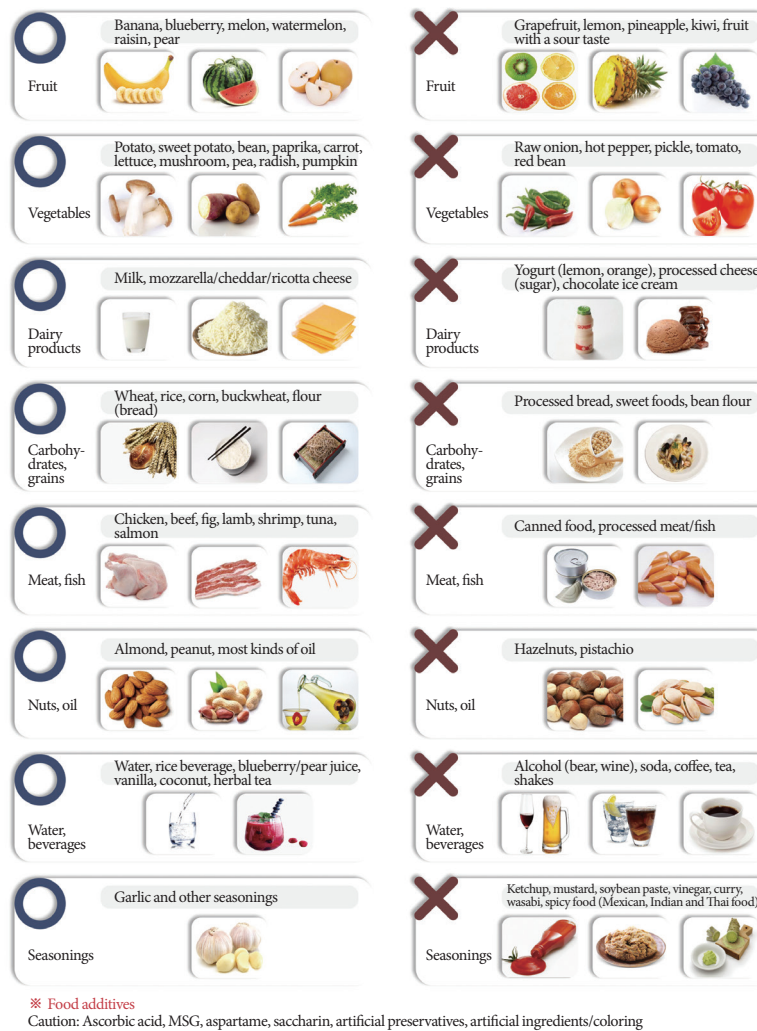 Banana, blueberry, melon, watermelon,
raisin, pear
Fruit
Grapefruit, lemon, pineapple, kiwi, fruit
with a sour taste
Fruit
Potato, sweet potato, bean, paprika, carrot,
lettuce, mushroom, pea, radish, pumpkin
Vegetables
Raw onion, hot pepper, pickle, tomato,
red bean
Vegetables
Milk, mozzarella/cheddar/ricotta cheese
Dairy
products
Yogurt (lemon, orange), processed cheese
(sugar), chocolate ice cream
Dairy
products
Wheat, rice, corn, buckwheat, flour
(bread)
Carbohy-
drates,
grains
Processed bread, sweet foods, bean flour
Carbohy-
drates,
grains
Chicken, beef, fig, lamb, shrimp, tuna,
salmon
Meat, fish
Canned food, processed meat/fish
Meat, fish
Almond, peanut, most kinds of oil
Nuts, oil
Hazelnuts, pistachio
Nuts, oil
Water, rice beverage, blueberry/pear juice,
vanilla, coconut, herbal tea
Water,
beverages
Alcohol (bear, wine), soda, coffee, tea,
shakes
Water,
beverages
Garlic and other seasonings
Seasonings
Ketchup, mustard, soybean paste, vinegar, curry,
wasabi, spicy food (Mexican, Indian and Thai food)
Seasonings
※ Food additives
Caution: Ascorbic acid, MSG, aspartame, saccharin, artificial preservatives, artificial ingredients/coloring